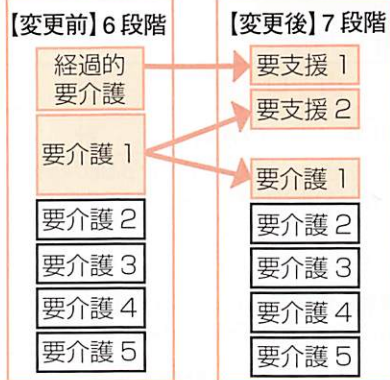 【変更前】6段階
経過的
要介護
要介護1
要介護2
要介護3
要介護4
要介護5
【変更後】7段階
要支援1
要支援2
要介護1
要介護2
要介護3
要介護4
要介護5